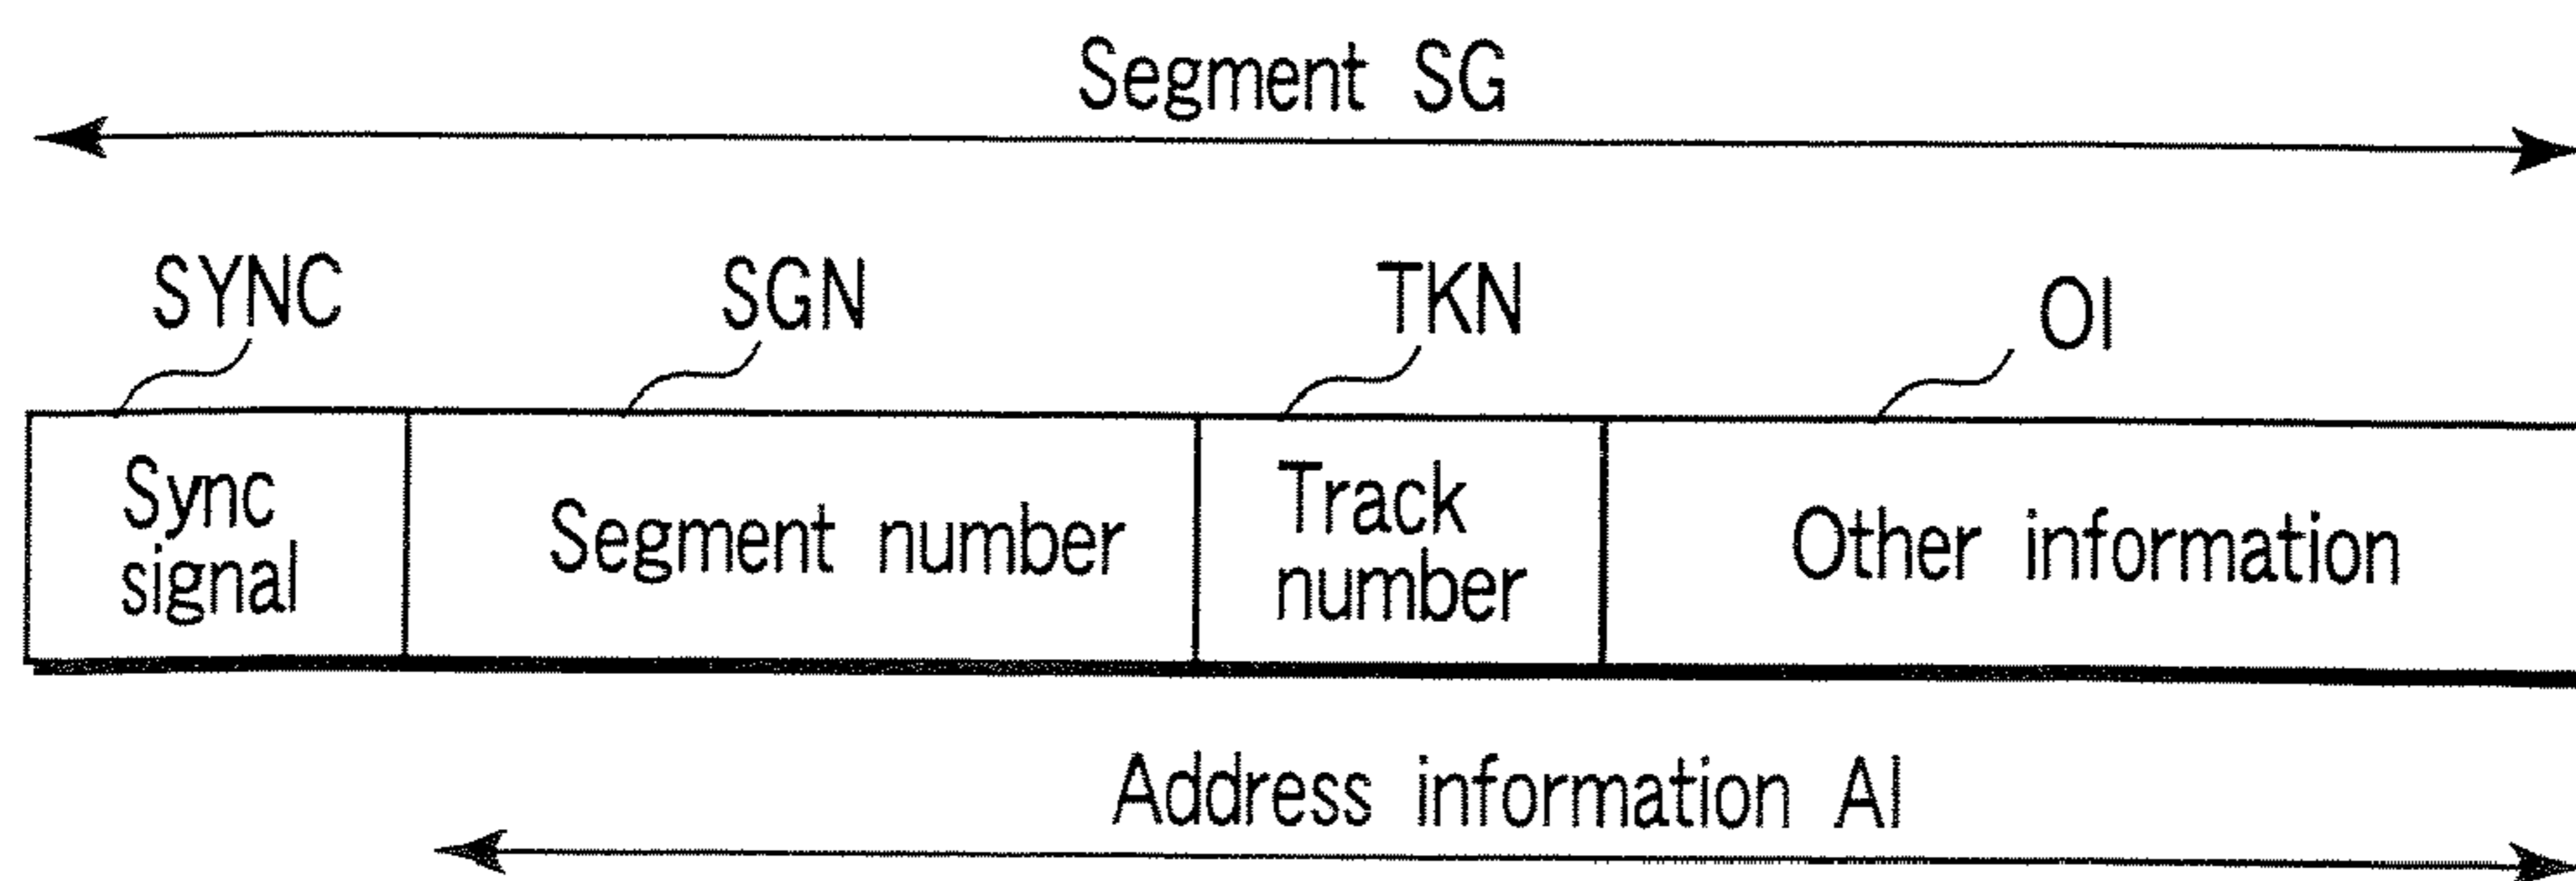 Segment SG
SYNC
SGN
TKN
OI
Sync
signal
Segment number
Track
number
Other information
Address information AI